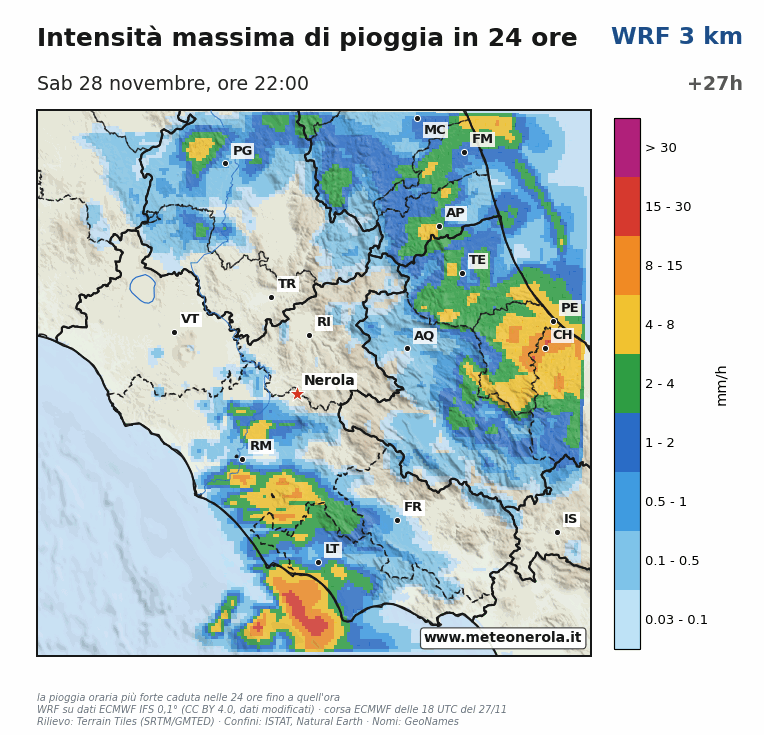 Intensità massima di pioggia in 24 ore
WRF 3 km
Sab 28 novembre, ore 22:00
+27h
MC
FM
PG
AP
TE
TR
PE
VT
RI
AQ
CH
Nerola
RM
FR
IS
LT
www.meteonerola.it
> 30
15 - 30
8 - 15
4 - 8
2 - 4
1 - 2
0.5 - 1
0.1 - 0.5
0.03 - 0.1
mm/h
la pioggia oraria più forte caduta nelle 24 ore fino a quell'ora
WRF su dati ECMWF IFS 0,1° (CC BY 4.0, dati modificati) · corsa ECMWF delle 18 UTC del 27/11
Rilievo: Terrain Tiles (SRTM/GMTED) · Confini: ISTAT, Natural Earth · Nomi: GeoNames